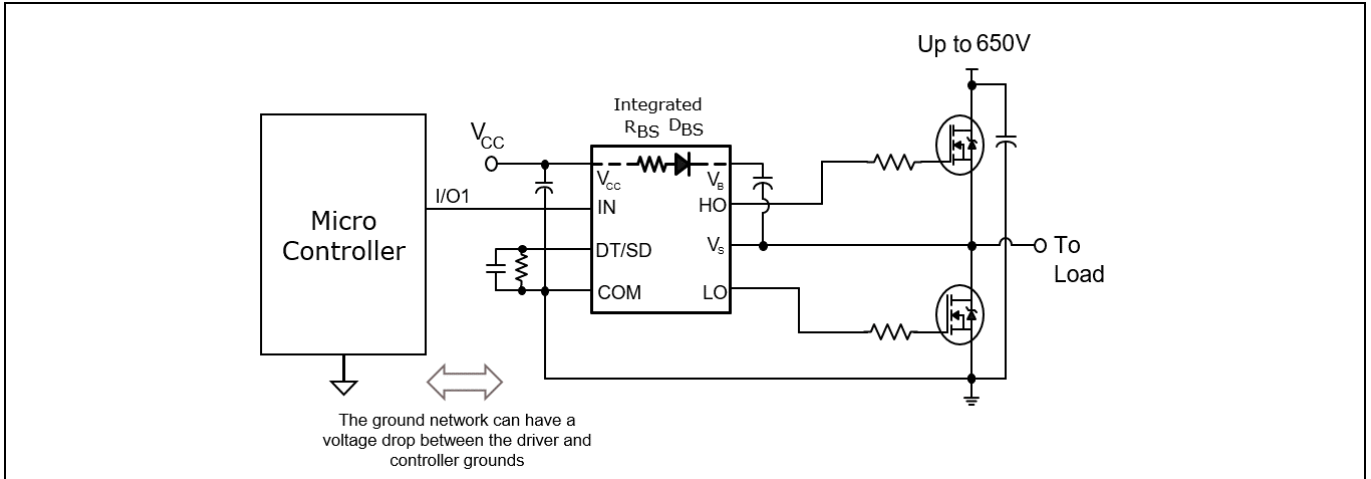 Up to 650V
Integrated
RBS DBS
VCC
VCC
VB
I/O1
IN
HO
Micro
Controller
DT/SD
VS
To
Load
COM
LO
The ground network can have a
voltage drop between the driver and
controller grounds